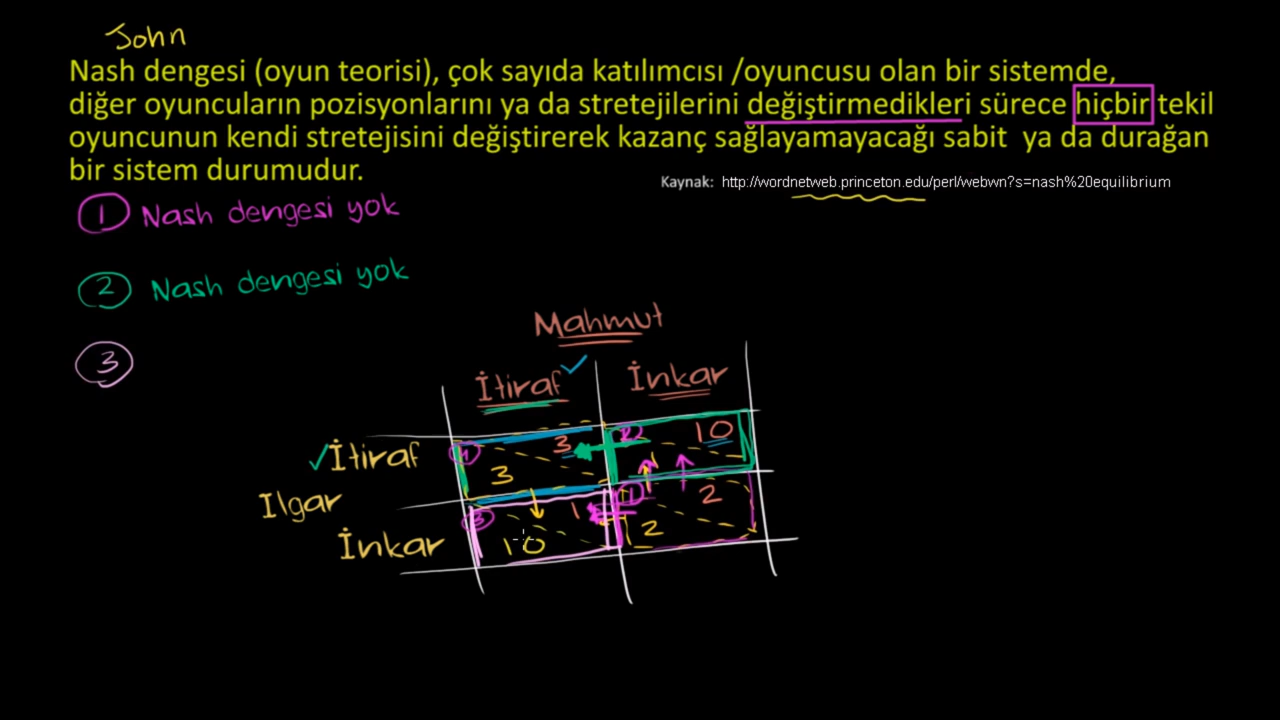 John
Nash dengesi (oyun teorisi), çok sayıda katılımcısı /oyuncusu olan bir sistemde,
diğer oyuncuların pozisyonlarını ya da stretejilerini değiştirmedikleri sürece hiçbir tekil
oyuncunun kendi stretejisini değiştirerek kazanç sağlayamayacağı sabit ya da durağan
bir sistem durumudur.
Kaynak: http://wordnetweb.princeton.edu/perl/webwn?s=nash%20equilibrium
1 Nash dengesi yok
2 Nash dengesi yok
3
Mahmut
İtiraf İnkar
İtiraf 4 3 3 2 10
Ilgar
İnkar 3 1 10 1 2 2